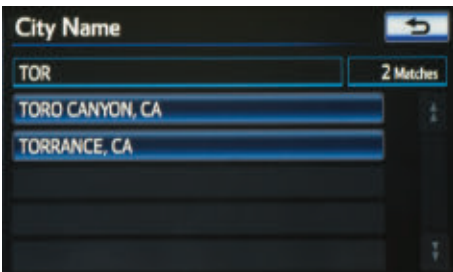 City Name
TOR
2 Matches
TORO CANYON, CA
TORRANCE, CA